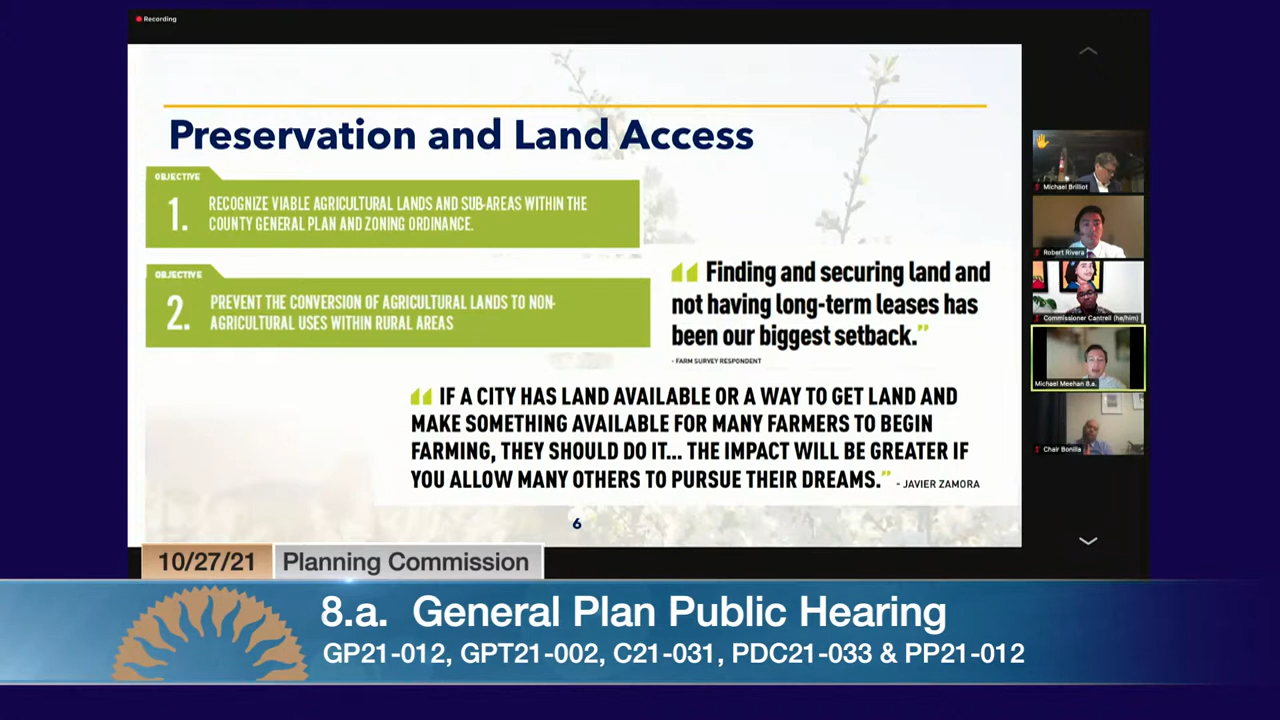 Recording
Preservation and Land Access
OBJECTIVE
1.
RECOGNIZE VIABLE AGRICULTURAL LANDS AND SUB-AREAS WITHIN THE
COUNTY GENERAL PLAN AND ZONING ORDINANCE.
OBJECTIVE
2.
PREVENT THE CONVERSION OF AGRICULTURAL LANDS TO NON-
AGRICULTURAL USES WITHIN RURAL AREAS
“Finding and securing land and
not having long-term leases has
been our biggest setback.”
- FARM SURVEY RESPONDENT
“IF A CITY HAS LAND AVAILABLE OR A WAY TO GET LAND AND
MAKE SOMETHING AVAILABLE FOR MANY FARMERS TO BEGIN
FARMING, THEY SHOULD DO IT... THE IMPACT WILL BE GREATER IF
YOU ALLOW MANY OTHERS TO PURSUE THEIR DREAMS.” - JAVIER ZAMORA
6
Michael Brilliot
Robert Rivera
Commissioner Cantrell (he/him)
Michael Meehan 8.a.
Chair Bonilla
10/27/21 Planning Commission
8.a. General Plan Public Hearing
GP21-012, GPT21-002, C21-031, PDC21-033 & PP21-012